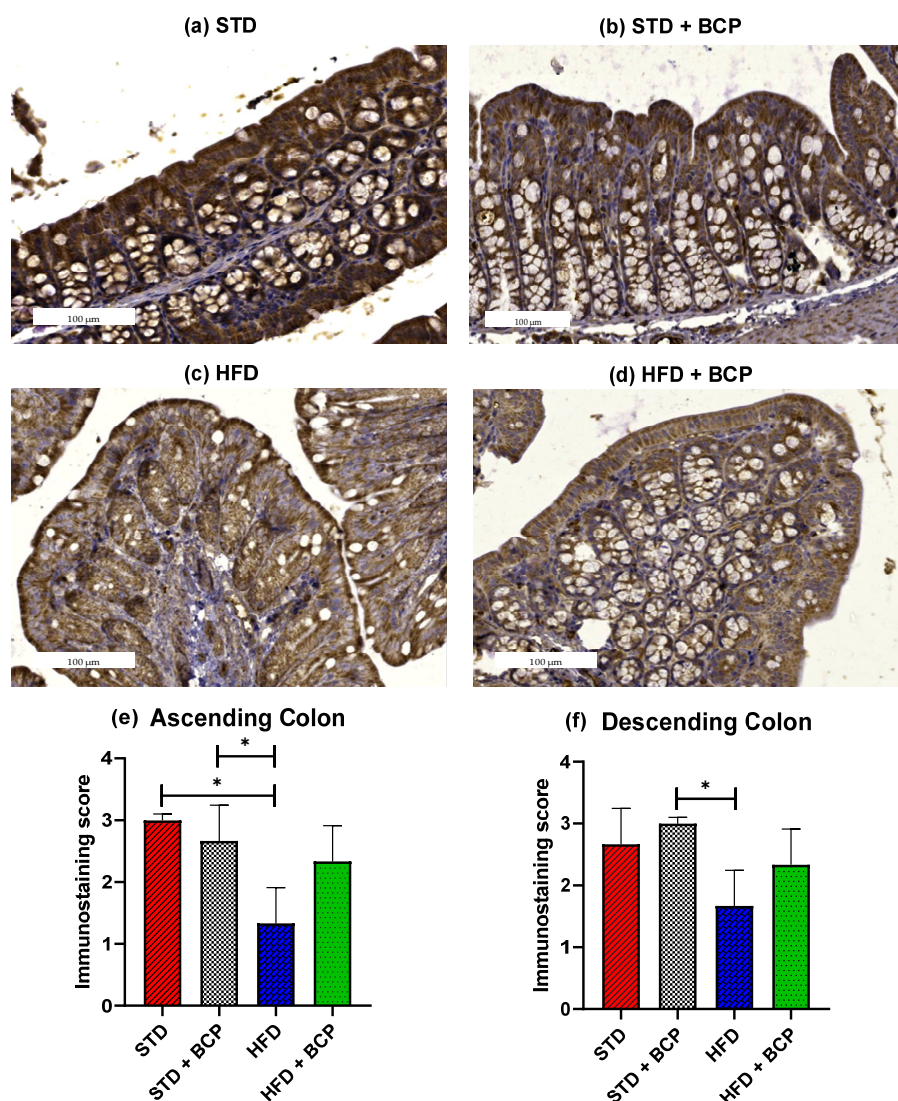 (a) STD
(b) STD + BCP
100 µm
100 µm
(c) HFD
(d) HFD + BCP
100 µm
100 µm
(e) Ascending Colon
Immunostaining score
4
3
2
1
0
*
*
STD
STD + BCP
HFD
HFD + BCP
(f) Descending Colon
Immunostaining score
4
3
2
1
0
*
STD
STD + BCP
HFD
HFD + BCP